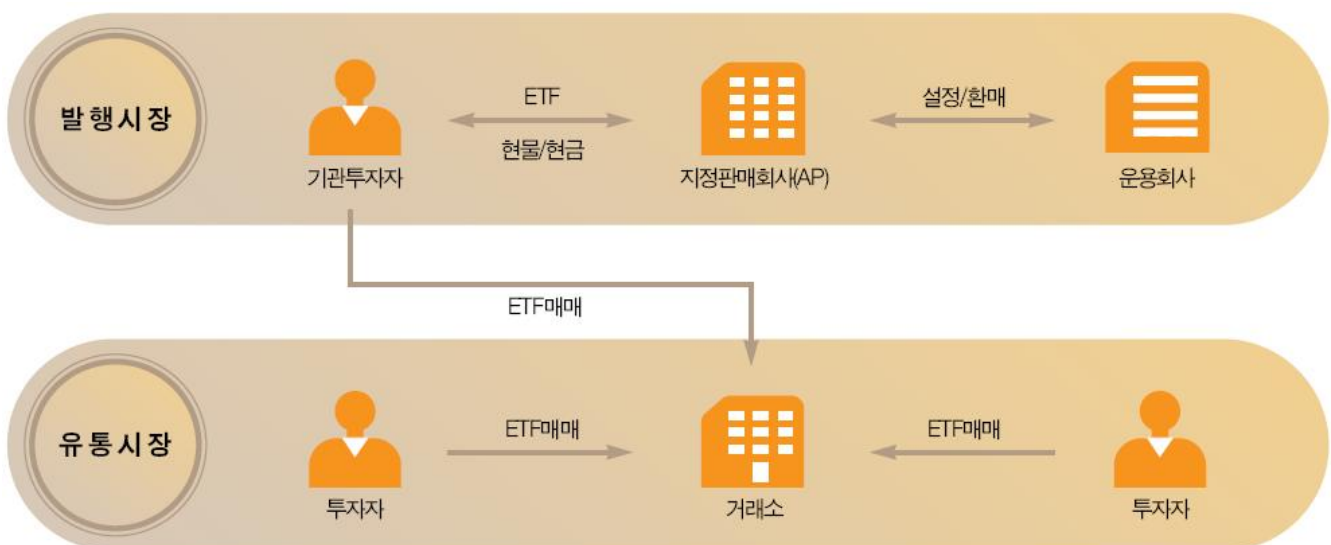 발행시장
ETF
현물/현금
설정/환매
기관투자자
지정판매회사(AP)
운용회사
ETF매매
유통시장
ETF매매
ETF매매
투자자
거래소
투자자